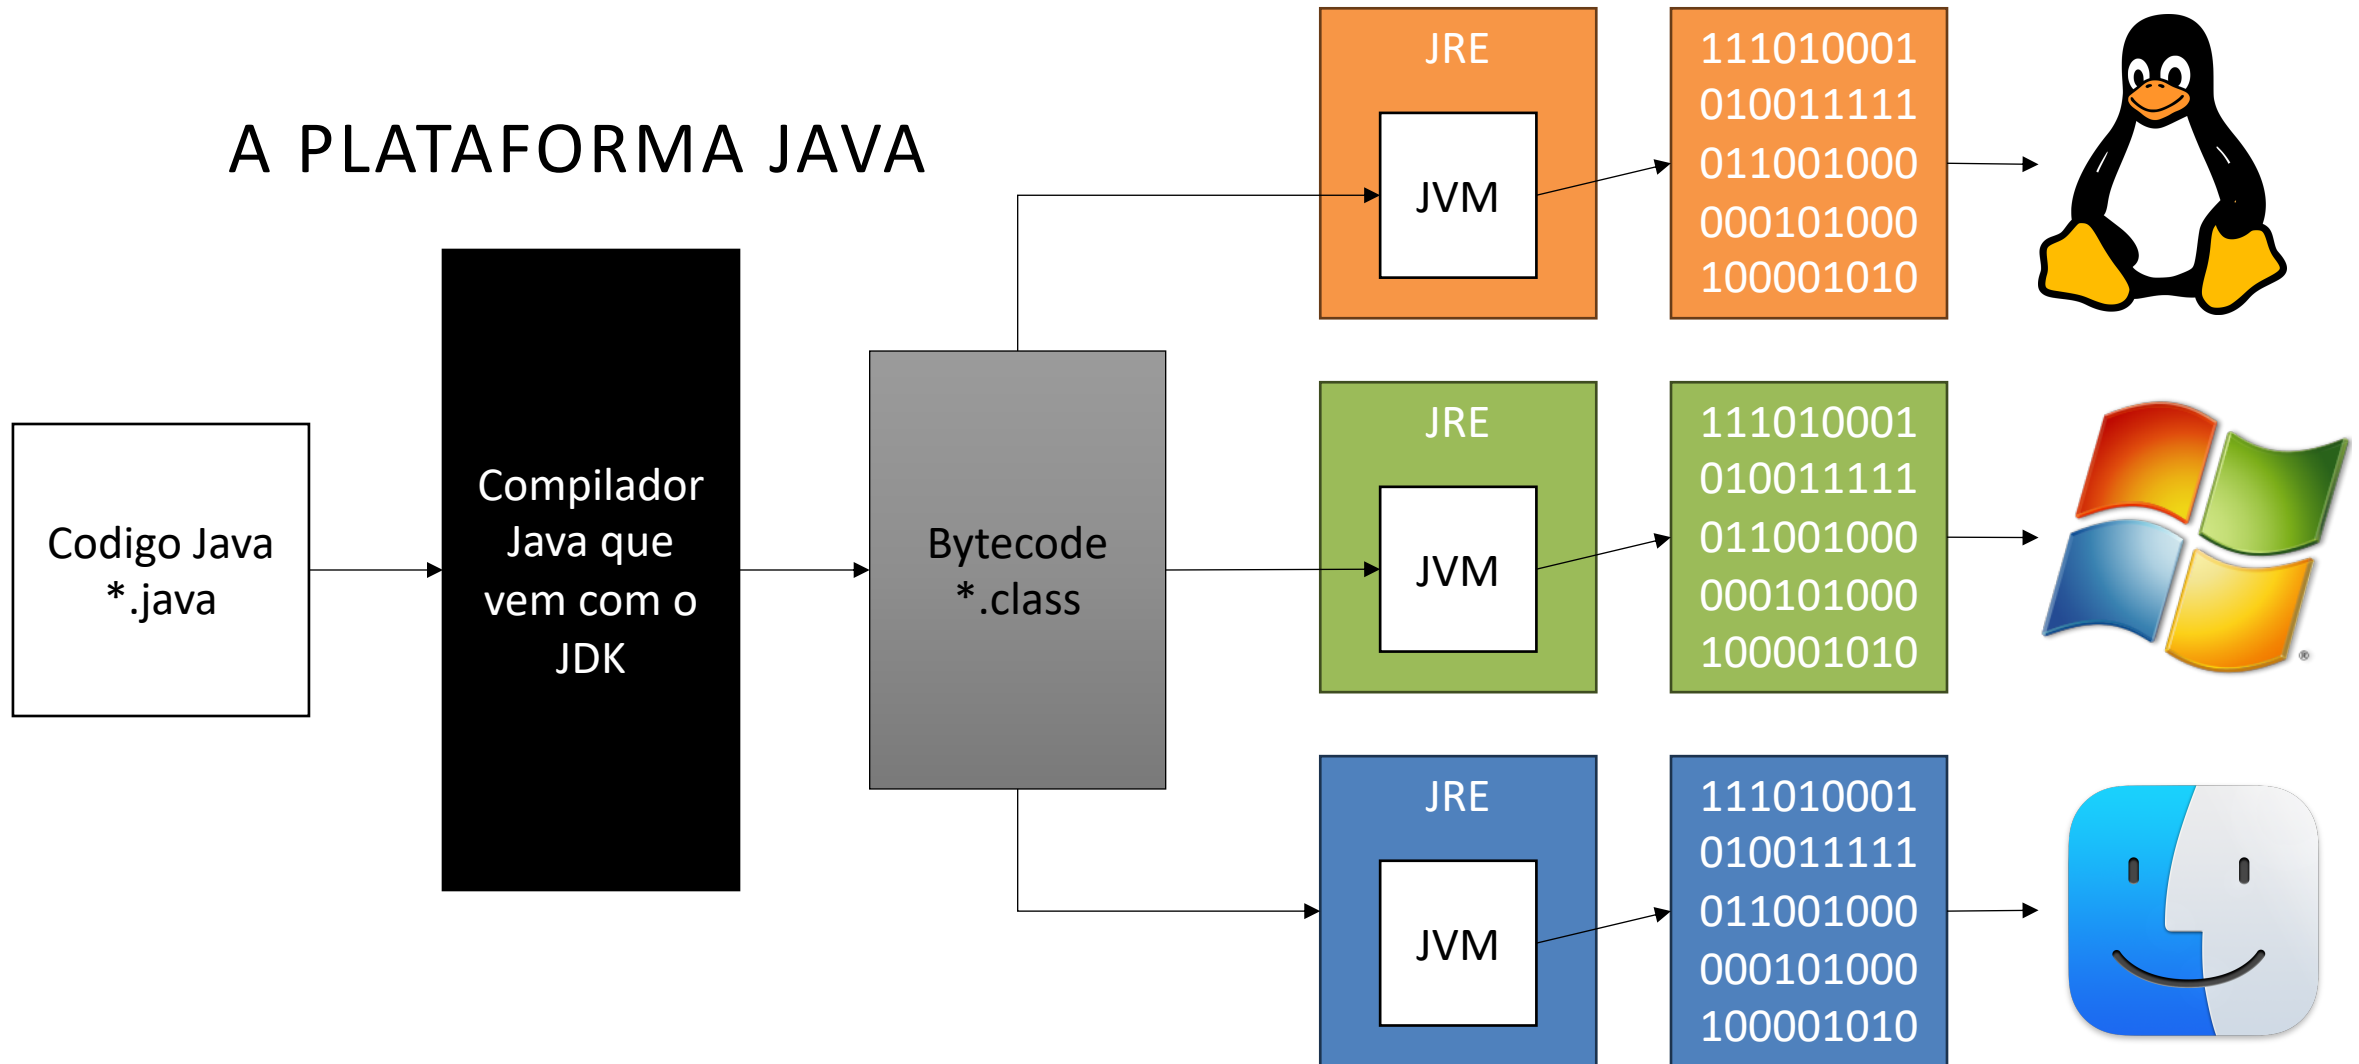 A PLATAFORMA JAVA
Codigo Java
*.java
Compilador
Java que
vem com o
JDK
Bytecode
*.class
JRE
JVM
111010001
010011111
011001000
000101000
100001010
JRE
JVM
111010001
010011111
011001000
000101000
100001010
®
JRE
JVM
111010001
010011111
011001000
000101000
100001010